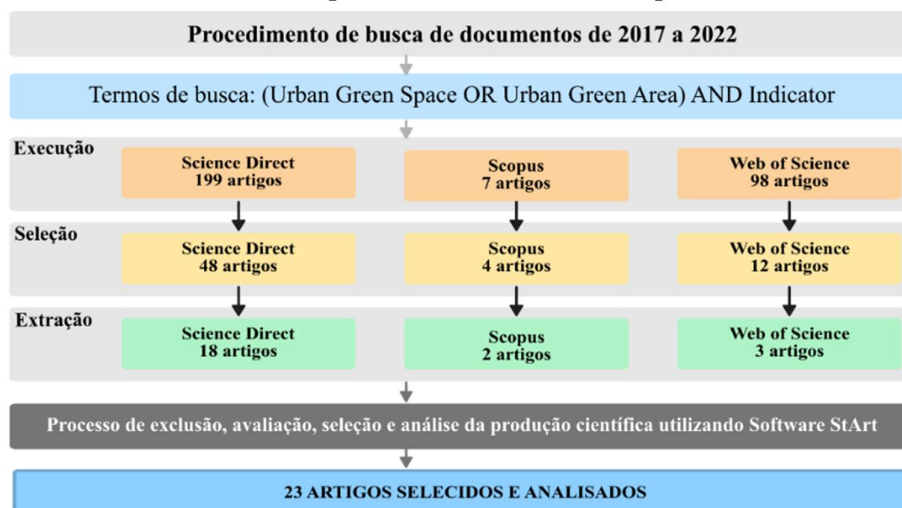 Procedimento de busca de documentos de 2017 a 2022
Termos de busca: (Urban Green Space OR Urban Green Area) AND Indicator
Execução
Science Direct
199 artigos
Scopus
7 artigos
Web of Science
98 artigos
Seleção
Science Direct
48 artigos
Scopus
4 artigos
Web of Science
12 artigos
Extração
Science Direct
18 artigos
Scopus
2 artigos
Web of Science
3 artigos
Processo de exclusão, avaliação, seleção e análise da produção científica utilizando Software StArt
23 ARTIGOS SELECIDOS E ANALISADOS